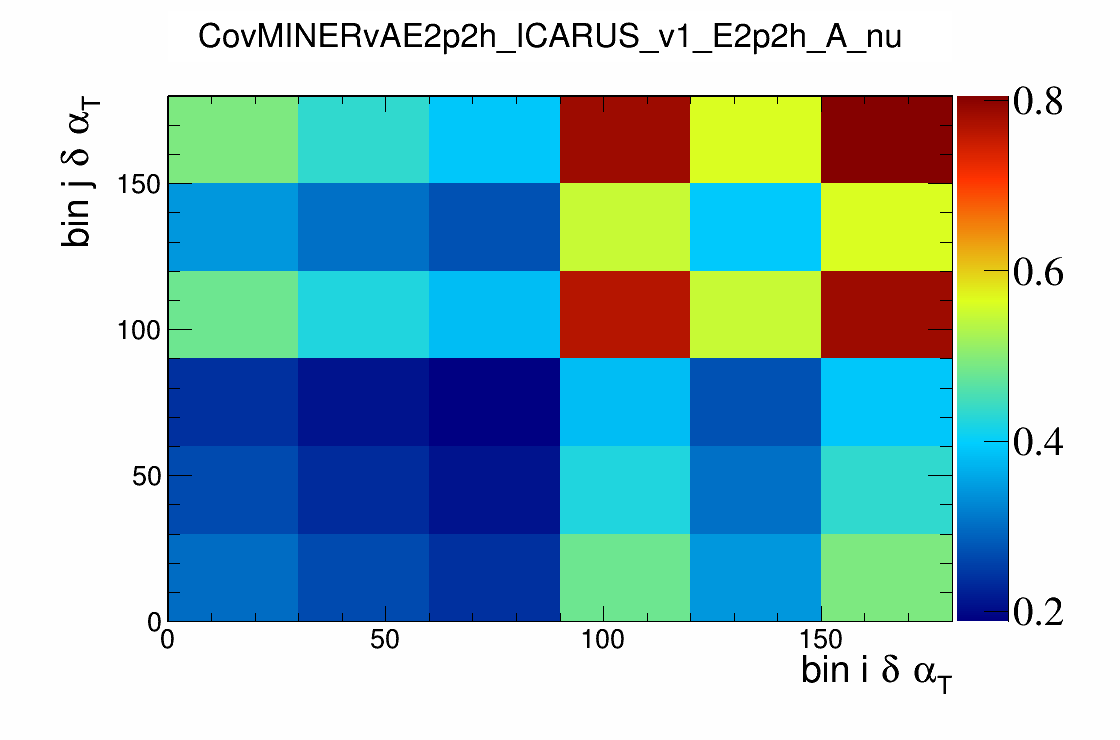 CovMINERvAE2p2h_ICARUS_v1_E2p2h_A_nu
bin j δ α_T
150
100
50
0
0 50 100 150
bin i δ α_T
0.8
0.6
0.4
0.2